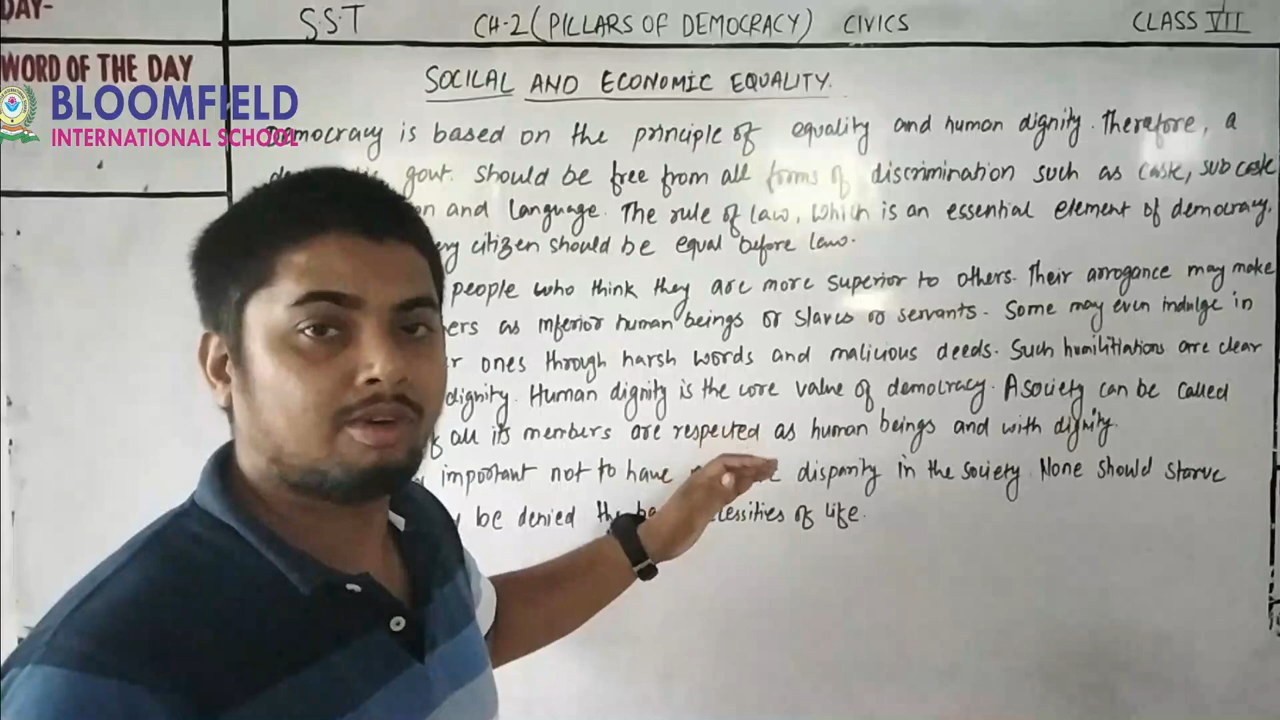 DAY-
S.S.T CH-2 (PILLARS OF DEMOCRACY) CIVICS CLASS VII
WORD OF THE DAY
BLOOMFIELD
INTERNATIONAL SCHOOL
SOCILAL AND ECONOMIC EQUALITY.
Democracy is based on the principle of equality and human dignity. Therefore, a
govt. should be free from all forms of discrimination such as caste, sub caste
and language. The rule of law, which is an essential element of democracy,
citizen should be equal before law.
people who think they are more superior to others. Their arrogance may make
as inferior human beings or slaves or servants. Some may even indulge in
ones through harsh words and malicious deeds. Such humilitiations are clear
dignity. Human dignity is the core value of democracy. A society can be called
all its members are respected as human beings and with dignity.
important not to have disparity in the society. None should starve
be denied the of life.